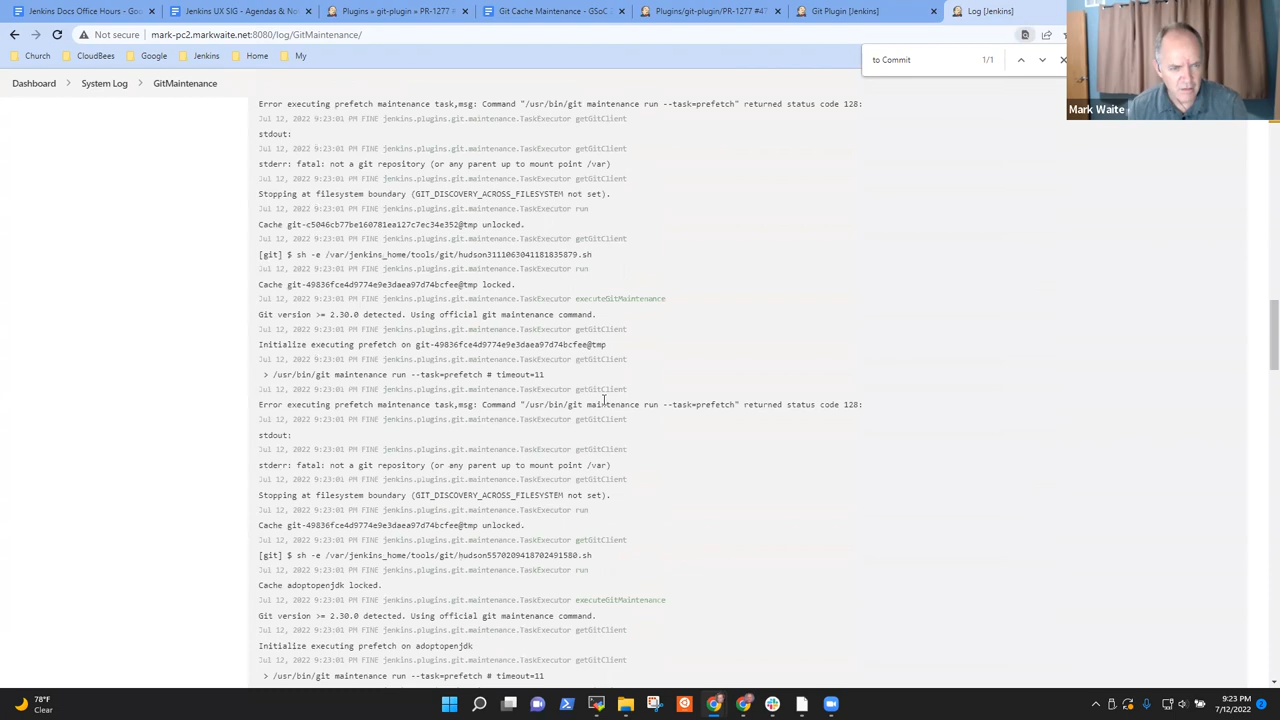 Jenkins Docs Office Hours - Go
Jenkins UX SIG - Agendas & No
Plugins » git-plugin » PR-1277 #
Git Cache Maintenance - GSoC
Plugins/git-plugin/PR-1277 #47
Git Plugin [Jenkins]
Log [Jenkins]
Not secure
mark-pc2.markwaite.net:8080/log/GitMaintenance/
Church
CloudBees
Google
Jenkins
Home
My
to Commit
1/1
Mark Waite
Dashboard
System Log
GitMaintenance
Error executing prefetch maintenance task,msg: Command "/usr/bin/git maintenance run --task=prefetch" returned status code 128:
Jul 12, 2022 9:23:01 PM FINE jenkins.plugins.git.maintenance.TaskExecutor getGitClient
stdout:
Jul 12, 2022 9:23:01 PM FINE jenkins.plugins.git.maintenance.TaskExecutor getGitClient
stderr: fatal: not a git repository (or any parent up to mount point /var)
Jul 12, 2022 9:23:01 PM FINE jenkins.plugins.git.maintenance.TaskExecutor getGitClient
Stopping at filesystem boundary (GIT_DISCOVERY_ACROSS_FILESYSTEM not set).
Jul 12, 2022 9:23:01 PM FINE jenkins.plugins.git.maintenance.TaskExecutor run
Cache git-c5046cb77be160781ea127c7ec34e352@tmp unlocked.
Jul 12, 2022 9:23:01 PM FINE jenkins.plugins.git.maintenance.TaskExecutor getGitClient
[git] $ sh -e /var/jenkins_home/tools/git/hudson3111063041181835879.sh
Jul 12, 2022 9:23:01 PM FINE jenkins.plugins.git.maintenance.TaskExecutor run
Cache git-49836fce4d9774e9e3daea97d74bcfee@tmp locked.
Jul 12, 2022 9:23:01 PM FINE jenkins.plugins.git.maintenance.TaskExecutor executeGitMaintenance
Git version >= 2.30.0 detected. Using official git maintenance command.
Jul 12, 2022 9:23:01 PM FINE jenkins.plugins.git.maintenance.TaskExecutor getGitClient
Initialize executing prefetch on git-49836fce4d9774e9e3daea97d74bcfee@tmp
Jul 12, 2022 9:23:01 PM FINE jenkins.plugins.git.maintenance.TaskExecutor getGitClient
> /usr/bin/git maintenance run --task=prefetch # timeout=11
Jul 12, 2022 9:23:01 PM FINE jenkins.plugins.git.maintenance.TaskExecutor getGitClient
Error executing prefetch maintenance task,msg: Command "/usr/bin/git maintenance run --task=prefetch" returned status code 128:
Jul 12, 2022 9:23:01 PM FINE jenkins.plugins.git.maintenance.TaskExecutor getGitClient
stdout:
Jul 12, 2022 9:23:01 PM FINE jenkins.plugins.git.maintenance.TaskExecutor getGitClient
stderr: fatal: not a git repository (or any parent up to mount point /var)
Jul 12, 2022 9:23:01 PM FINE jenkins.plugins.git.maintenance.TaskExecutor getGitClient
Stopping at filesystem boundary (GIT_DISCOVERY_ACROSS_FILESYSTEM not set).
Jul 12, 2022 9:23:01 PM FINE jenkins.plugins.git.maintenance.TaskExecutor run
Cache git-49836fce4d9774e9e3daea97d74bcfee@tmp unlocked.
Jul 12, 2022 9:23:01 PM FINE jenkins.plugins.git.maintenance.TaskExecutor getGitClient
[git] $ sh -e /var/jenkins_home/tools/git/hudson5570209418702491580.sh
Jul 12, 2022 9:23:01 PM FINE jenkins.plugins.git.maintenance.TaskExecutor run
Cache adoptopenjdk locked.
Jul 12, 2022 9:23:01 PM FINE jenkins.plugins.git.maintenance.TaskExecutor executeGitMaintenance
Git version >= 2.30.0 detected. Using official git maintenance command.
Jul 12, 2022 9:23:01 PM FINE jenkins.plugins.git.maintenance.TaskExecutor getGitClient
Initialize executing prefetch on adoptopenjdk
Jul 12, 2022 9:23:01 PM FINE jenkins.plugins.git.maintenance.TaskExecutor getGitClient
> /usr/bin/git maintenance run --task=prefetch # timeout=11
78°F
Clear
9:23 PM
7/12/2022